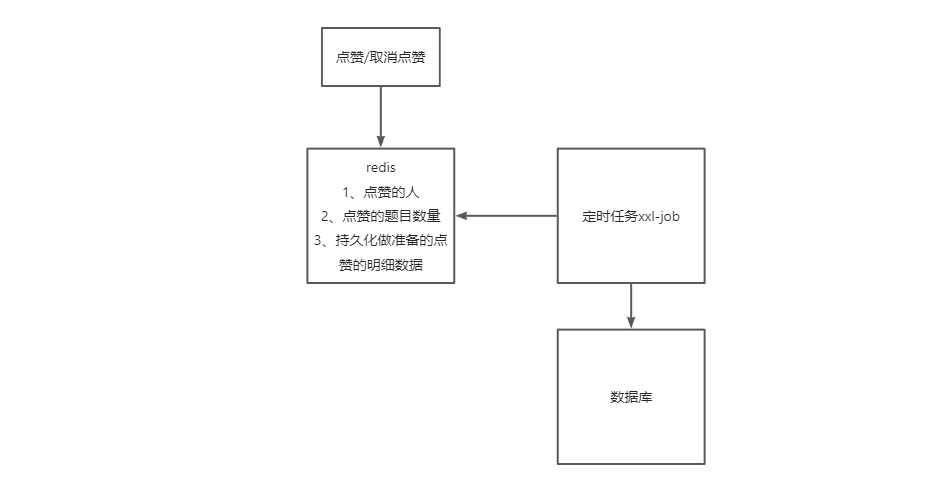 点赞/取消点赞
redis
1、点赞的人
2、点赞的题目数量
3、持久化做准备的点
赞的明细数据
定时任务xxl-job
数据库